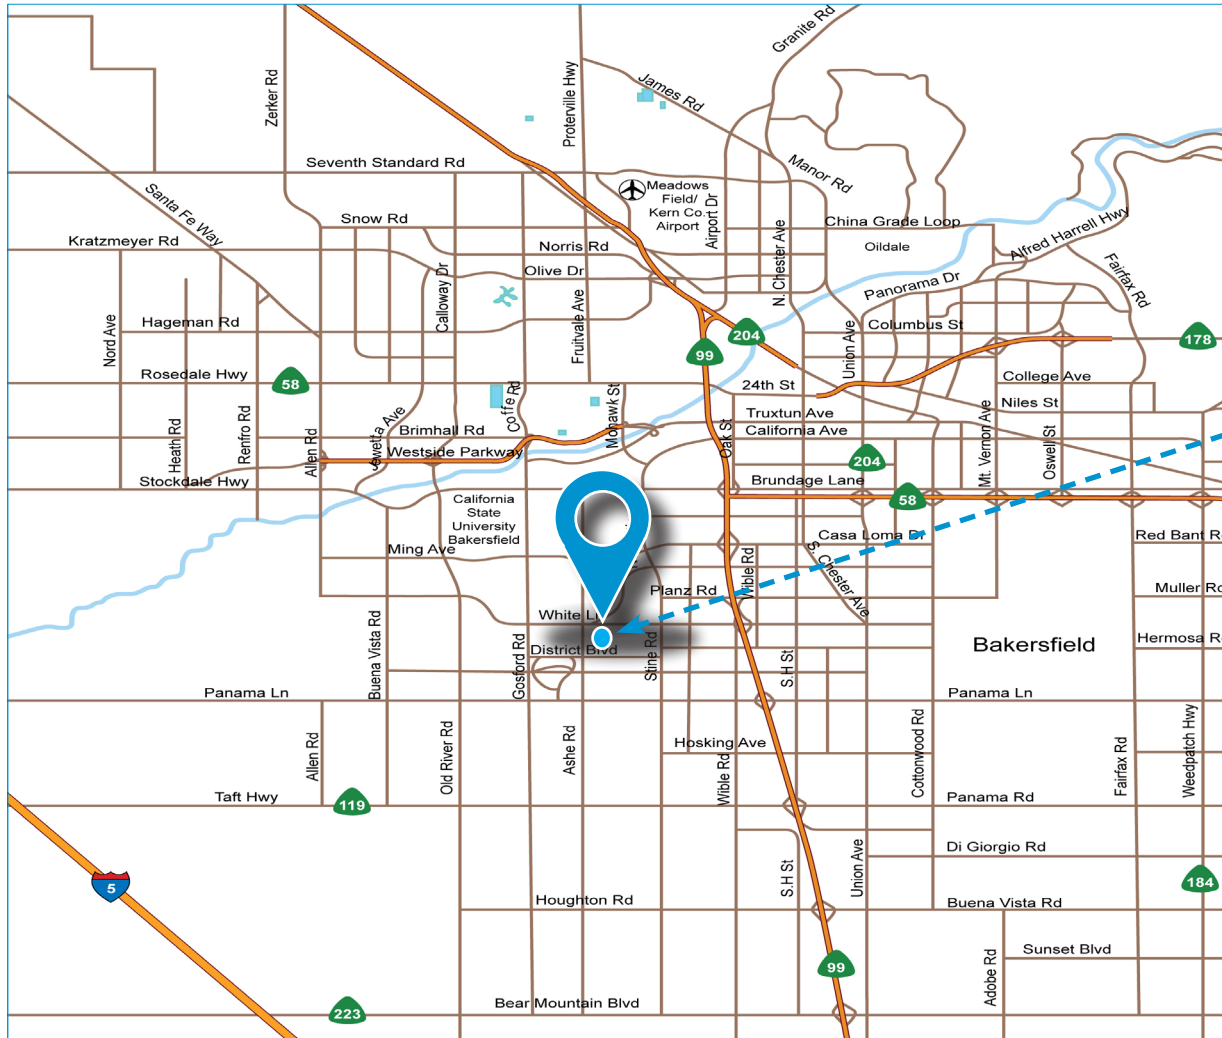 Granite Rd
Zerker Rd
Proterville Hwy
James Rd
Seventh Standard Rd
Manor Rd
Santa Fe Way
Meadows
Field/
Kern Co.
Airport
Airport Dr
Snow Rd
N. Chester Ave
China Grade Loop
Kratzmeyer Rd
Norris Rd
Oildale
Alfred Harrell Hwy
Olive Dr
Panorama Dr
Fairfax Rd
Calloway Dr
Nord Ave
Hageman Rd
Fruitvale Ave
Union Ave
Columbus St
204
178
99
Rosedale Hwy
58
24th St
College Ave
Coffe Rd
Mohawk St
Niles St
Truxtun Ave
Oak St
California Ave
Heath Rd
Renfro Rd
Allen Rd
Jewetta Ave
Brimhall Rd
Westside Parkway
Mt. Vernon Ave
Oswell St
204
Stockdale Hwy
Brundage Lane
58
California
State
University
Bakersfield
Ming Ave
Casa Loma Dr
Red Bant R
S. Chester Ave
Wible Rd
Planz Rd
Muller Rd
White L
Buena Vista Rd
Gosford Rd
District Blvd
Stine Rd
Bakersfield
Hermosa R
S.H St
Panama Ln
Panama Ln
Allen Rd
Old River Rd
Ashe Rd
Hosking Ave
Wible Rd
Cottonwood Rd
Fairfax Rd
Weedpatch Hwy
Taft Hwy
119
Panama Rd
Di Giorgio Rd
5
S.H St
Union Ave
184
Houghton Rd
Buena Vista Rd
Sunset Blvd
Adobe Rd
99
Bear Mountain Blvd
223